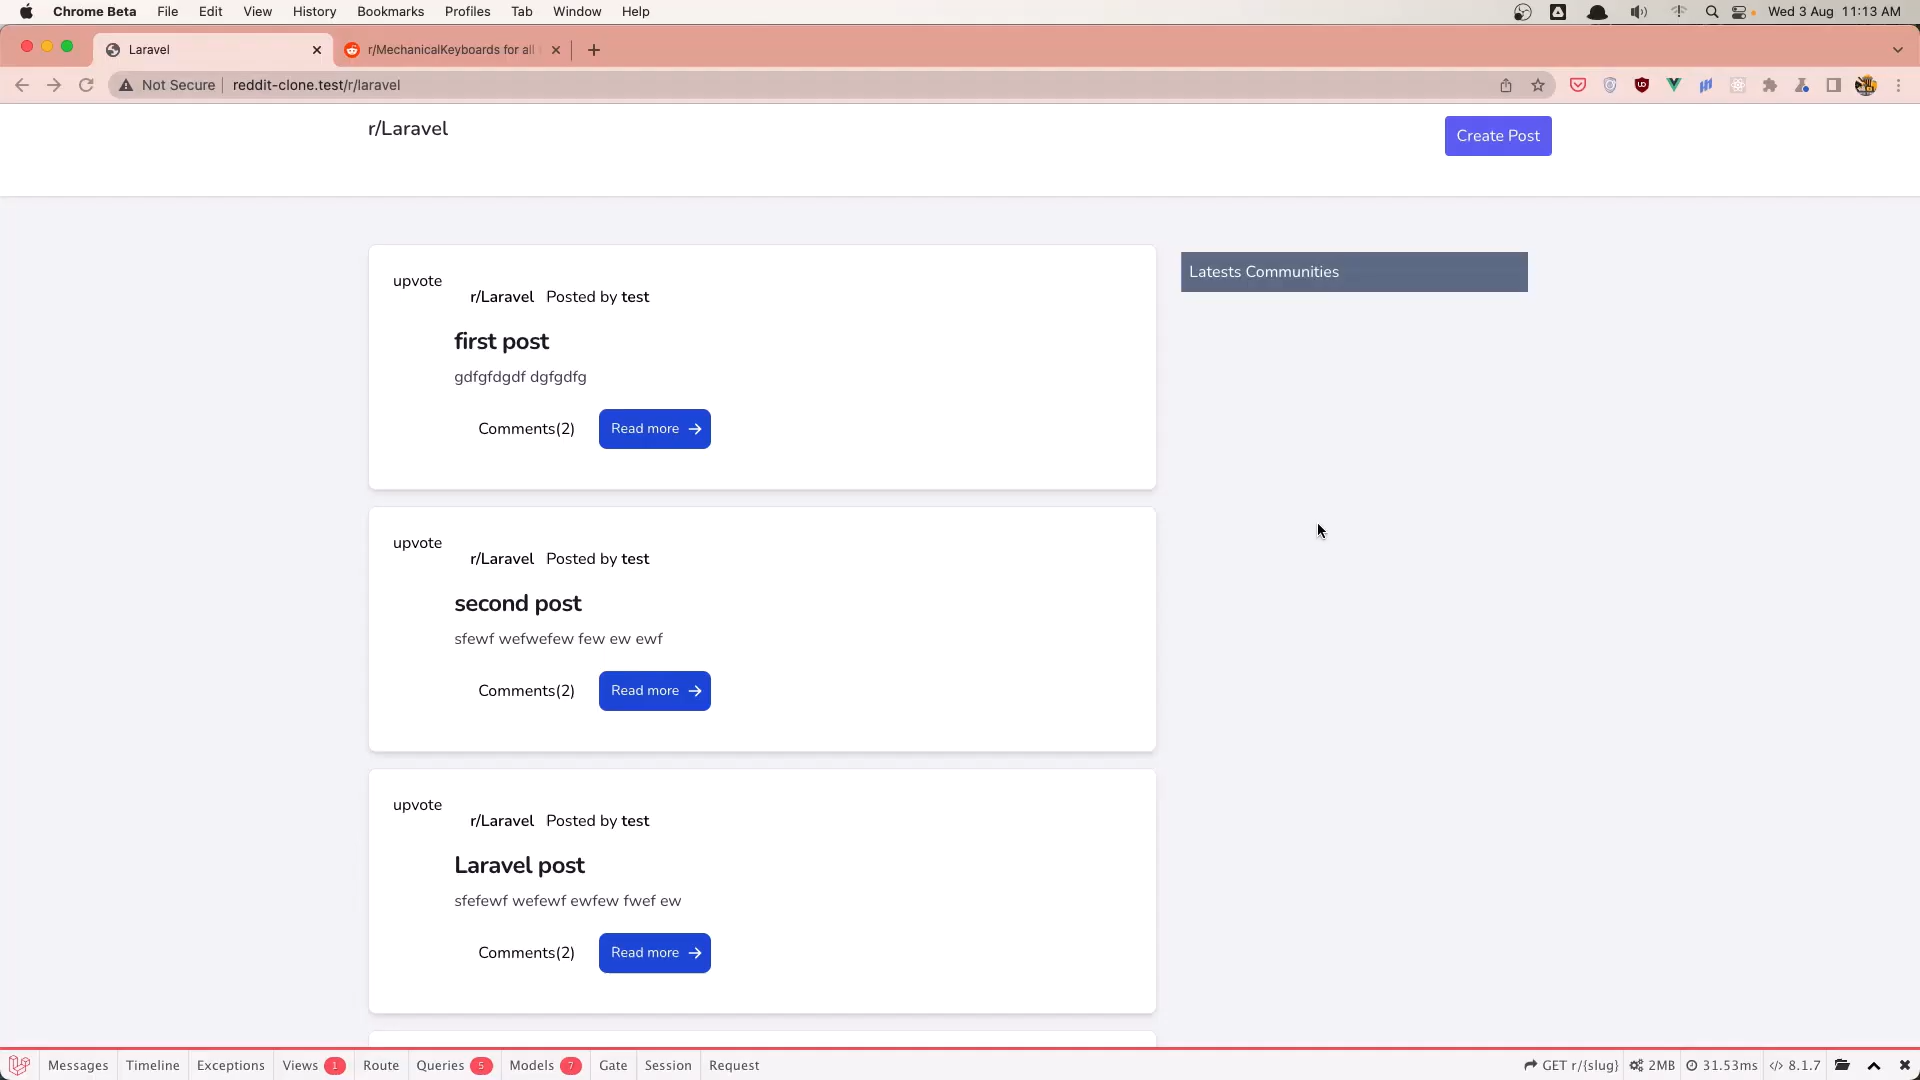 Chrome Beta File Edit View History Bookmarks Profiles Tab Window Help Wed 3 Aug 11:13 AM
Laravel r/MechanicalKeyboards for all
Not Secure reddit-clone.test/r/laravel
r/Laravel
Create Post
Latests Communities
upvote
r/Laravel Posted by test
first post
gdfgfdgdf dgfgdfg
Comments(2) Read more
upvote
r/Laravel Posted by test
second post
sfewf wefwefew few ew ewf
Comments(2) Read more
upvote
r/Laravel Posted by test
Laravel post
sfefewf wefewf ewfew fwef ew
Comments(2) Read more
Messages Timeline Exceptions Views 1 Route Queries 5 Models 7 Gate Session Request GET r/{slug} 2MB 31.53ms 8.1.7